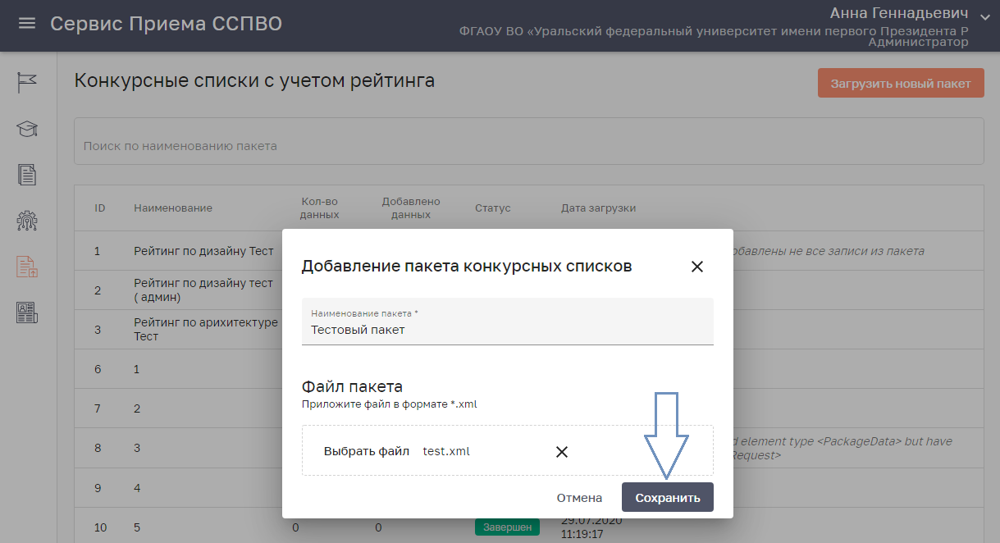 Сервис Приема ССПВО
Анна Геннадьевич
ФГАОУ ВО «Уральский федеральный университет имени первого Президента Р
Администратор
Конкурсные списки с учетом рейтинга
Загрузить новый пакет
Поиск по наименованию пакета
ID Наименование Кол-во данных Добавлено данных Статус Дата загрузки
1 Рейтинг по дизайну Тест
обавлены не все записи из пакета
2 Рейтинг по дизайну тест
( админ)
3 Рейтинг по арихитектуре
Тест
6 1
7 2
8 3
d element type <PackageData> but have
Request>
9 4
10 5 0 0 Завершен 29.07.2020
11:19:17
Добавление пакета конкурсных списков
Наименование пакета *
Тестовый пакет
Файл пакета
Приложите файл в формате *.xml
Выбрать файл test.xml
Отмена Сохранить